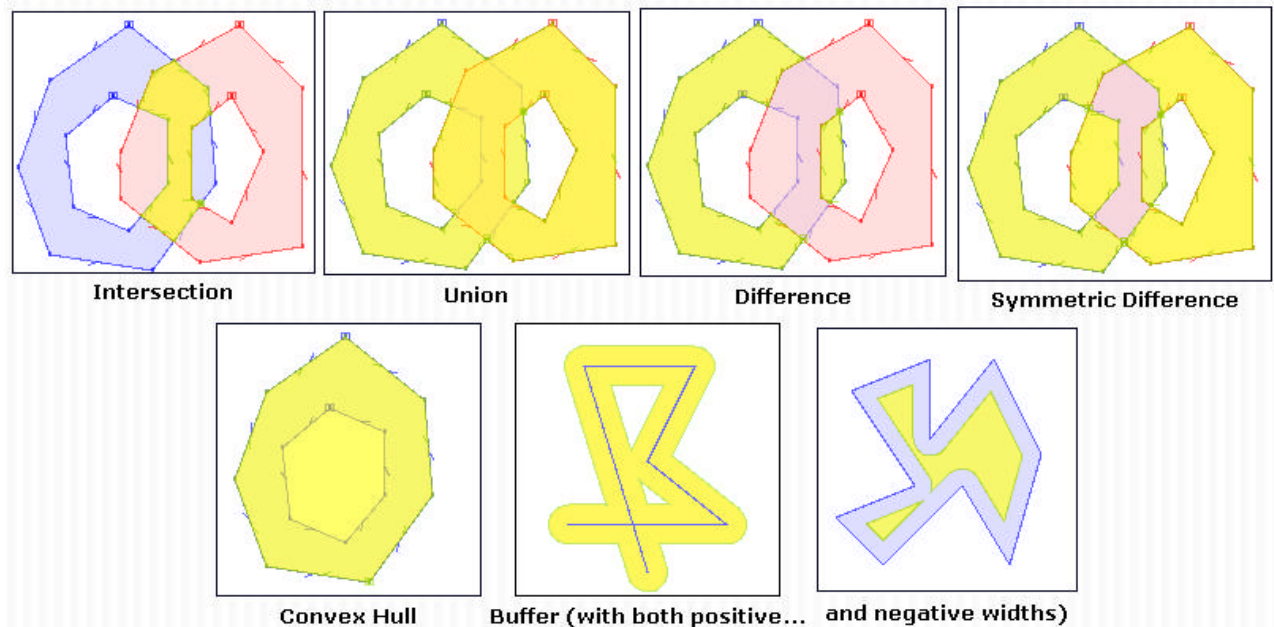 Intersection
Union
Difference
Symmetric Difference
Convex Hull
Buffer (with both positive...
and negative widths)